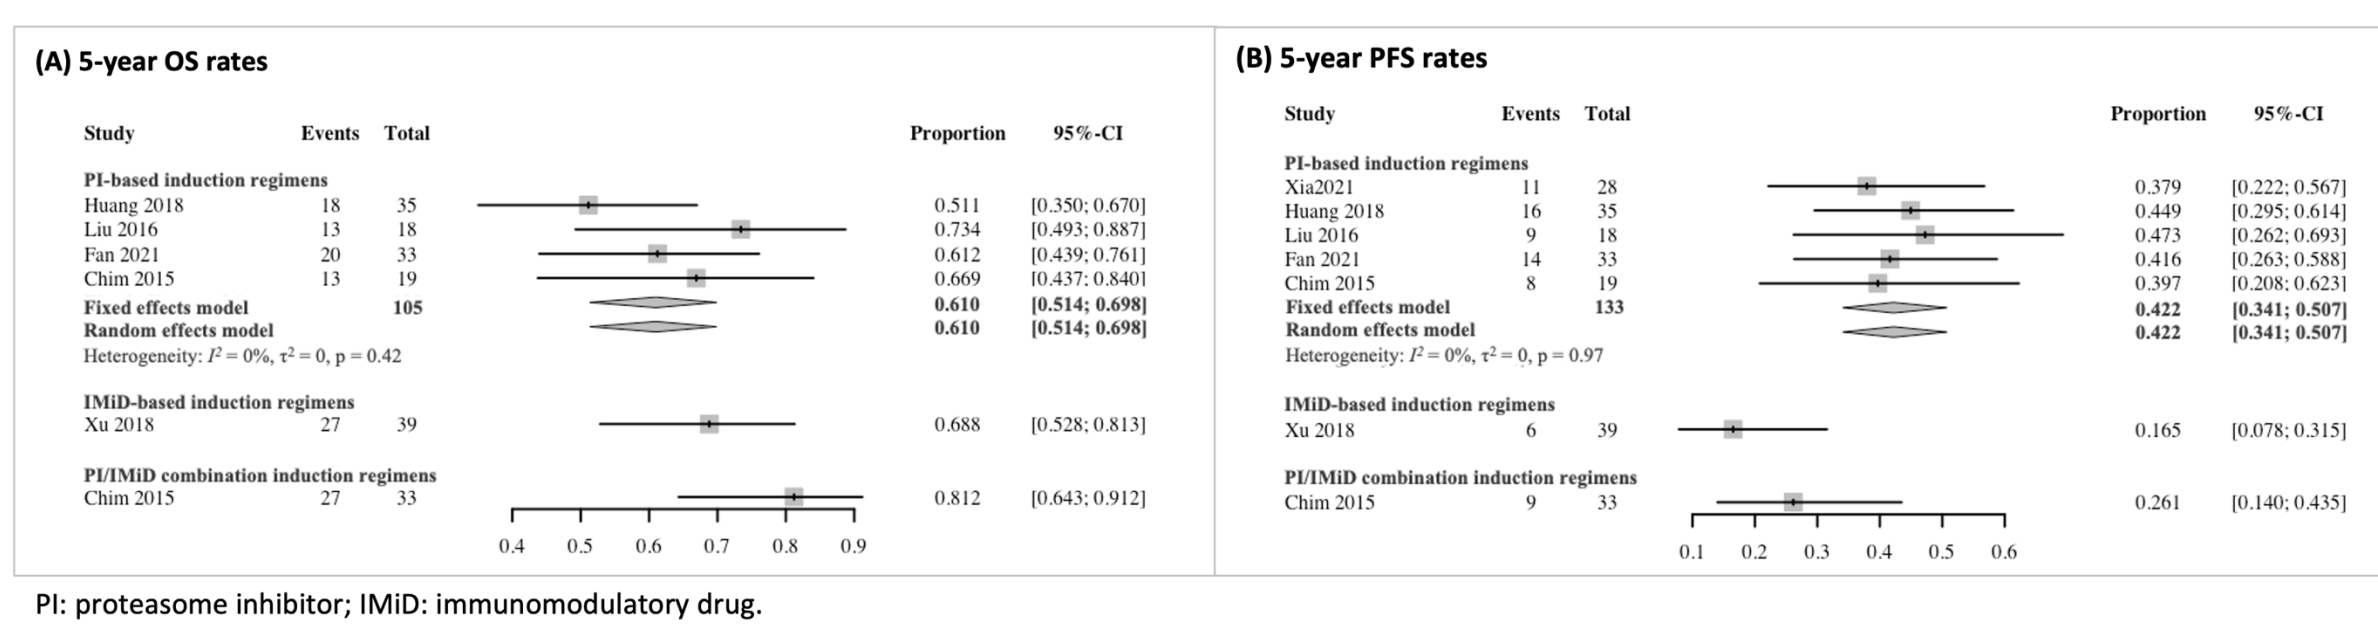 (A) 5-year OS rates
Study Events Total Proportion 95%-CI
PI-based induction regimens
Huang 2018 18 35 0.511 [0.350; 0.670]
Liu 2016 13 18 0.734 [0.493; 0.887]
Fan 2021 20 33 0.612 [0.439; 0.761]
Chim 2015 13 19 0.669 [0.437; 0.840]
Fixed effects model 105 0.610 [0.514; 0.698]
Random effects model 0.610 [0.514; 0.698]
Heterogeneity: I² = 0%, τ² = 0, p = 0.42
IMiD-based induction regimens
Xu 2018 27 39 0.688 [0.528; 0.813]
PI/IMiD combination induction regimens
Chim 2015 27 33 0.812 [0.643; 0.912]
0.4 0.5 0.6 0.7 0.8 0.9
(B) 5-year PFS rates
Study Events Total Proportion 95%-CI
PI-based induction regimens
Xia2021 11 28 0.379 [0.222; 0.567]
Huang 2018 16 35 0.449 [0.295; 0.614]
Liu 2016 9 18 0.473 [0.262; 0.693]
Fan 2021 14 33 0.416 [0.263; 0.588]
Chim 2015 8 19 0.397 [0.208; 0.623]
Fixed effects model 133 0.422 [0.341; 0.507]
Random effects model 0.422 [0.341; 0.507]
Heterogeneity: I² = 0%, τ² = 0, p = 0.97
IMiD-based induction regimens
Xu 2018 6 39 0.165 [0.078; 0.315]
PI/IMiD combination induction regimens
Chim 2015 9 33 0.261 [0.140; 0.435]
0.1 0.2 0.3 0.4 0.5 0.6
PI: proteasome inhibitor; IMiD: immunomodulatory drug.